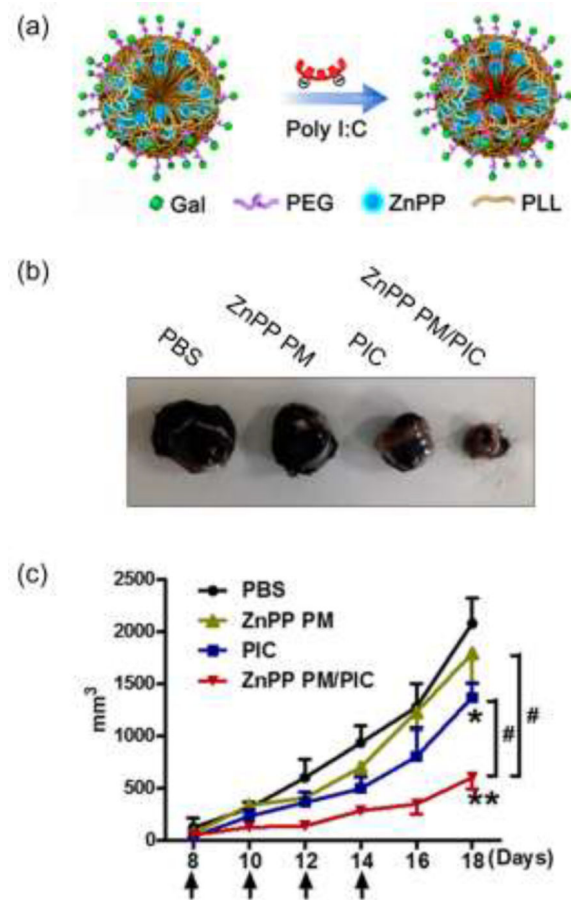 (a)
Poly I:C
Gal PEG ZnPP PLL
(b)
PBS
ZnPP PM
PIC
ZnPP PM/PIC
(c)
2500
2000
1500
1000
500
0
mm³
PBS
ZnPP PM
PIC
ZnPP PM/PIC
*
**
#
#
8 10 12 14 16 18 (Days)